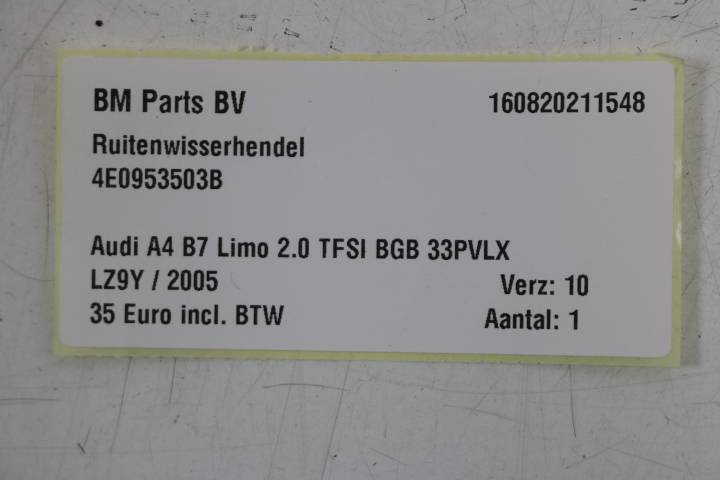 BM Parts BV 160820211548
Ruitenwisserhendel
4E0953503B
Audi A4 B7 Limo 2.0 TFSI BGB 33PVLX
LZ9Y / 2005 Verz: 10
35 Euro incl. BTW Aantal: 1